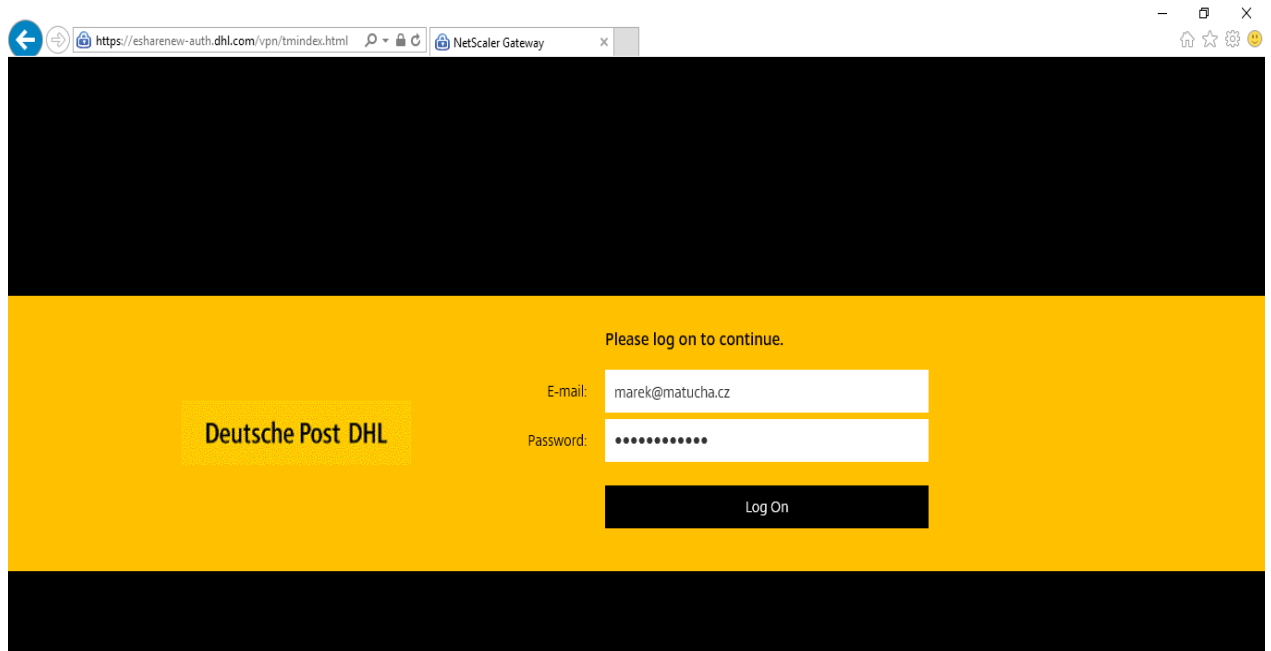 https://esharenew-auth.dhl.com/vpn/tmindex.html
NetScaler Gateway
Please log on to continue.
E-mail:
marek@matucha.cz
Deutsche Post DHL
Password:
••••••••••••
Log On